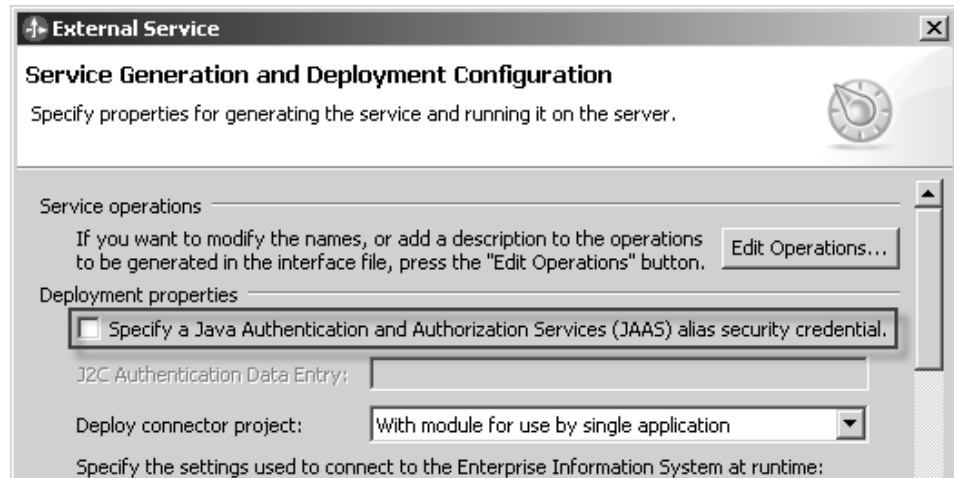 External Service
Service Generation and Deployment Configuration
Specify properties for generating the service and running it on the server.
Service operations
If you want to modify the names, or add a description to the operations
to be generated in the interface file, press the "Edit Operations" button.
Edit Operations...
Deployment properties
Specify a Java Authentication and Authorization Services (JAAS) alias security credential.
J2C Authentication Data Entry:
Deploy connector project: With module for use by single application
Specify the settings used to connect to the Enterprise Information System at runtime: